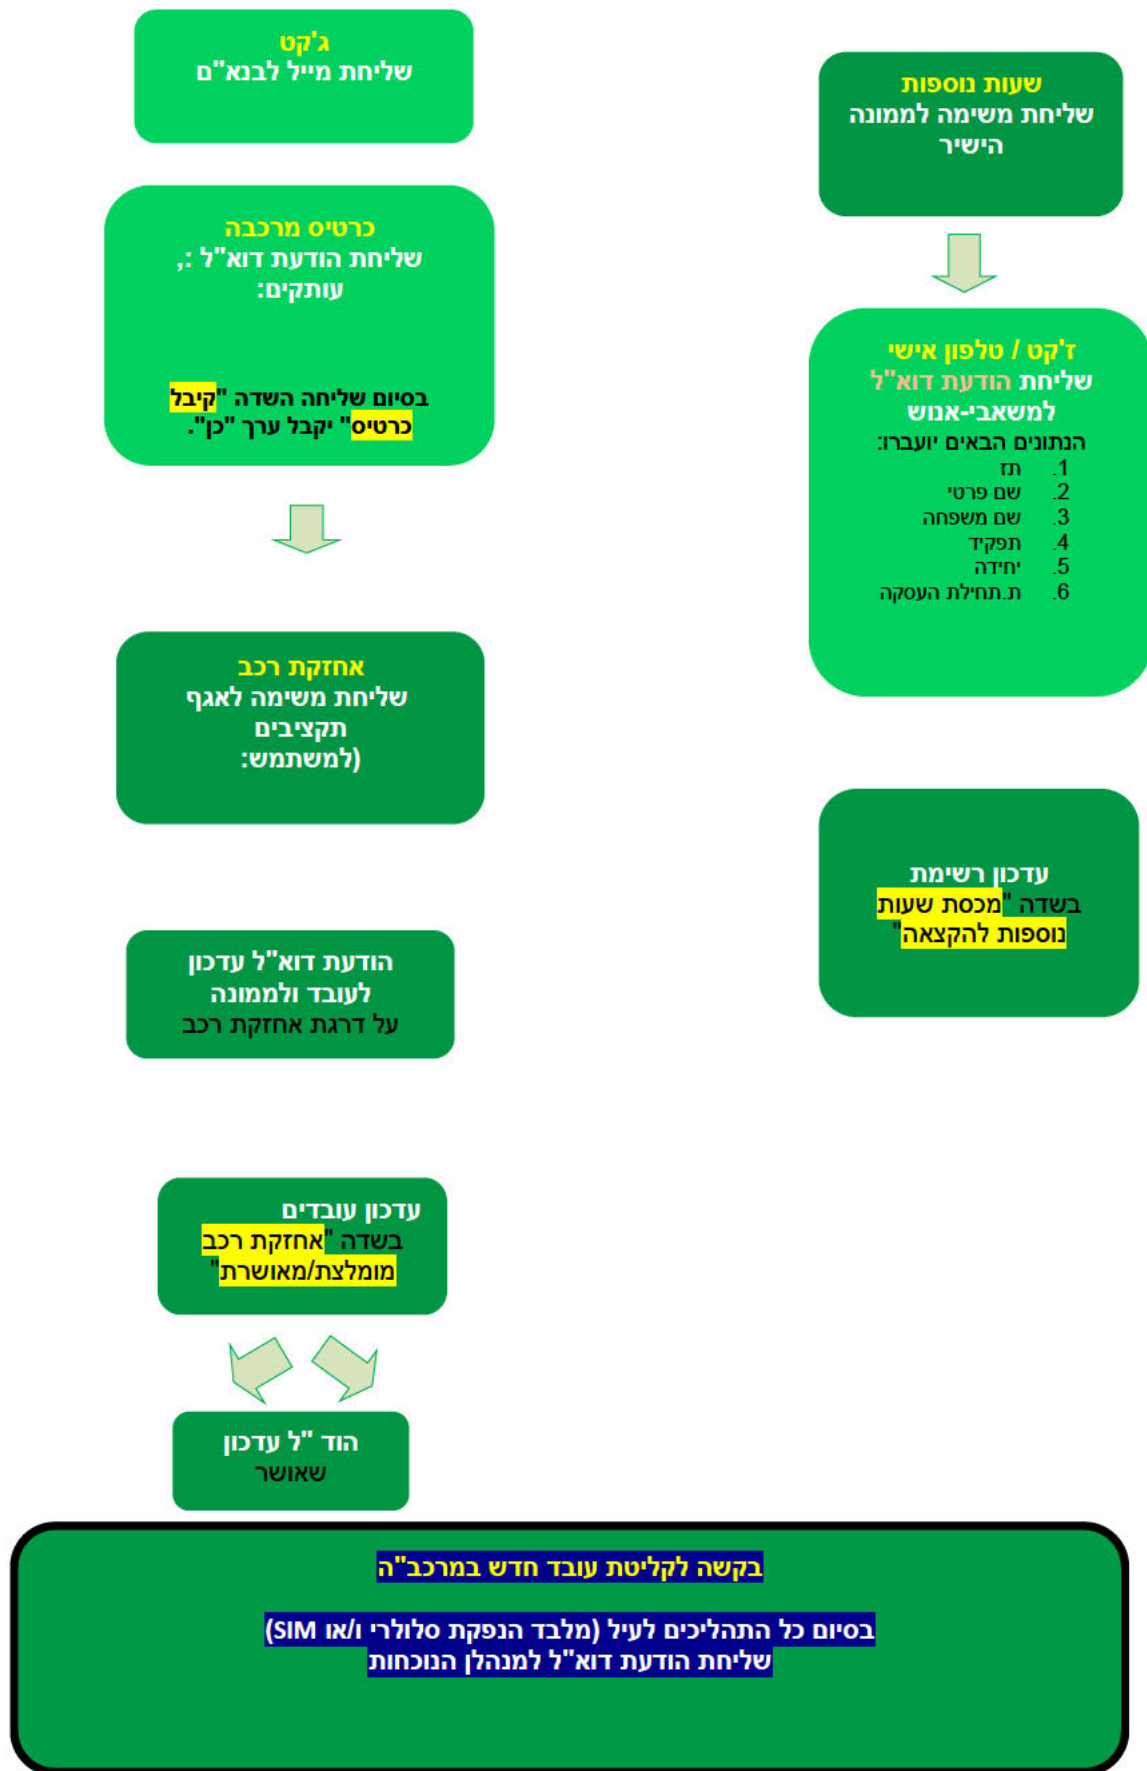 ג'קט
שליחת מייל לבנא"ם
שעות נוספות
שליחת משימה לממונה
הישיר
כרטיס מרכבה
שליחת הודעת דוא"ל :,
עותקים:
בסיום שליחה השדה "קיבל
כרטיס" יקבל ערך "כן".
ז'קט / טלפון אישי
שליחת הודעת דוא"ל
למשאבי-אנוש
הנתונים הבאים יועברו:
1. תז
2. שם פרטי
3. שם משפחה
4. תפקיד
5. יחידה
6. ת.תחילת העסקה
אחזקת רכב
שליחת משימה לאגף
תקציבים
(למשתמש:
עדכון רשימת
בשדה "מכסת שעות
נוספות להקצאה"
הודעת דוא"ל עדכון
לעובד ולממונה
על דרגת אחזקת רכב
עדכון עובדים
בשדה "אחזקת רכב
מומלצת/מאושרת"
הוד "ל עדכון
שאושר
בקשה לקליטת עובד חדש במרכב"ה
בסיום כל התהליכים לעיל (מלבד הנפקת סלולרי ו/או SIM)
שליחת הודעת דוא"ל למנהלן הנוכחות